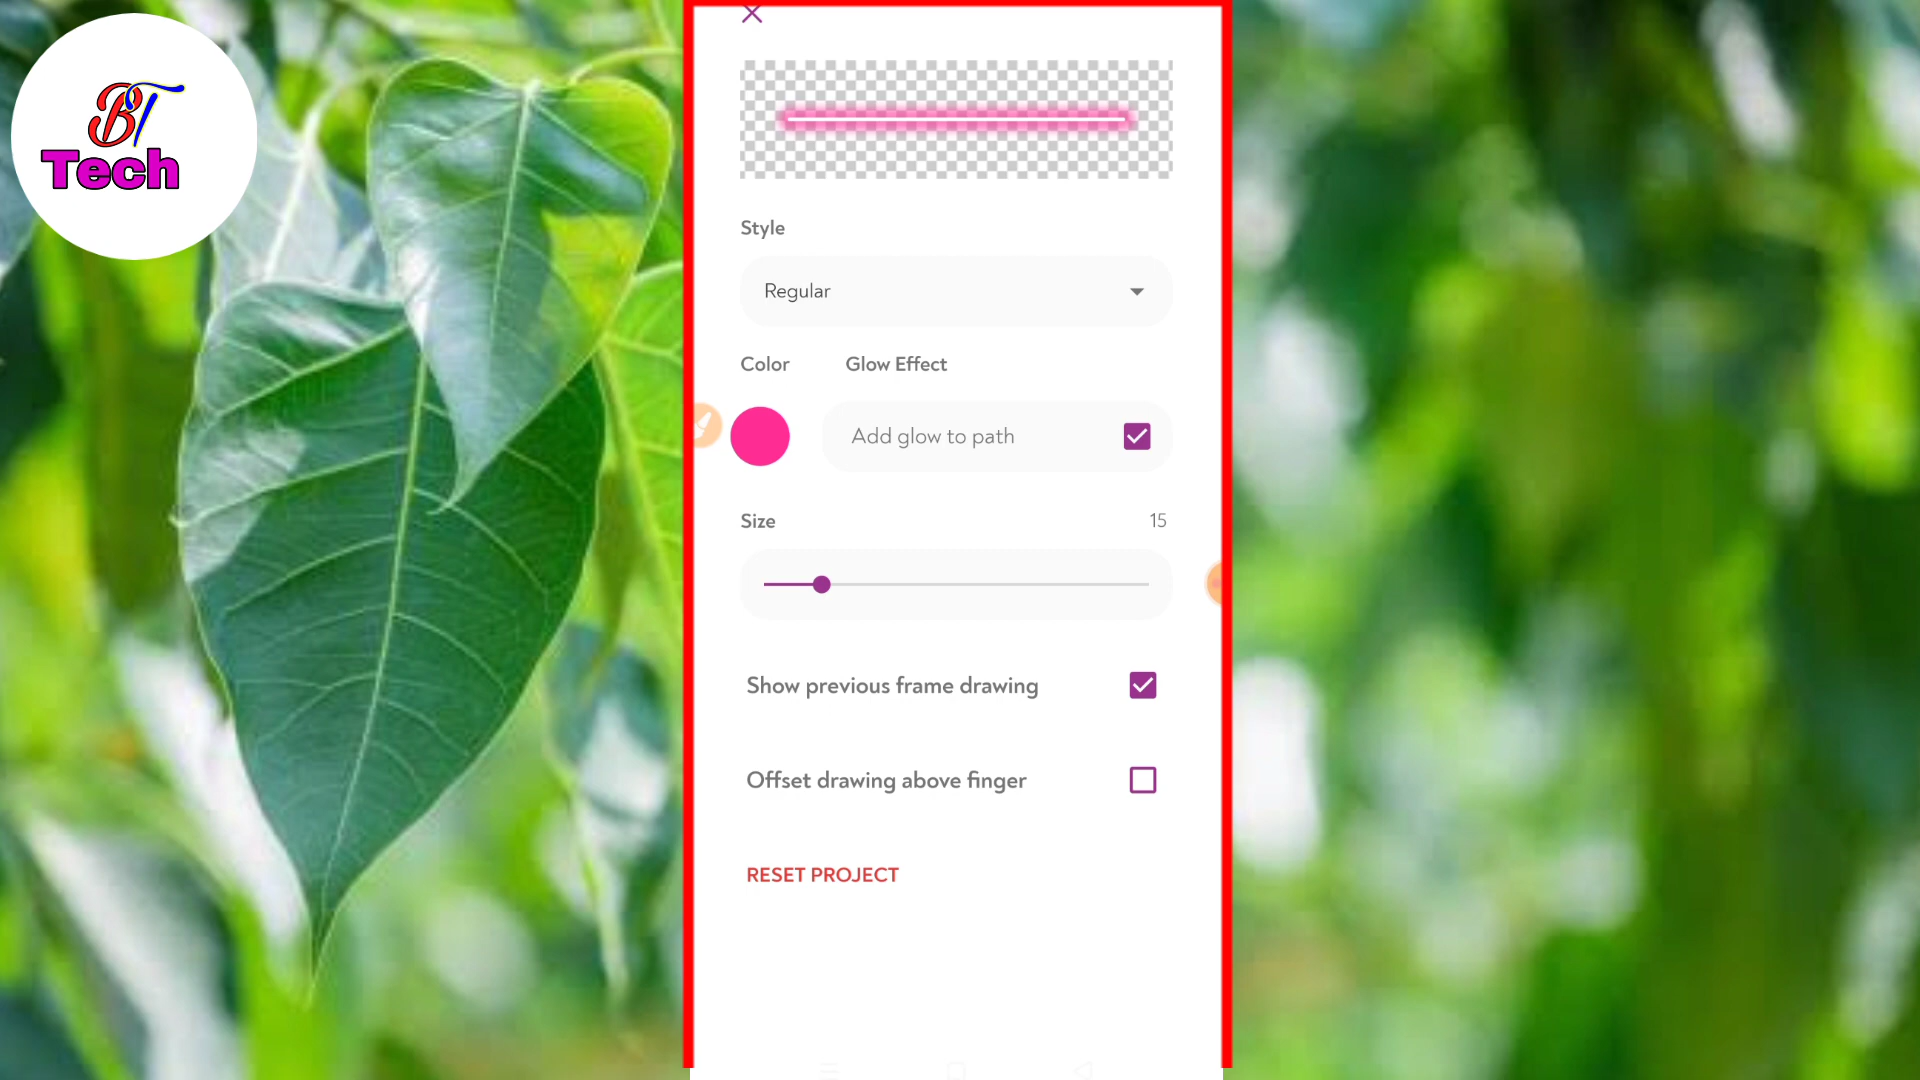 BT
Tech
Style
Regular
Color Glow Effect
Add glow to path
Size 15
Show previous frame drawing
Offset drawing above finger
RESET PROJECT